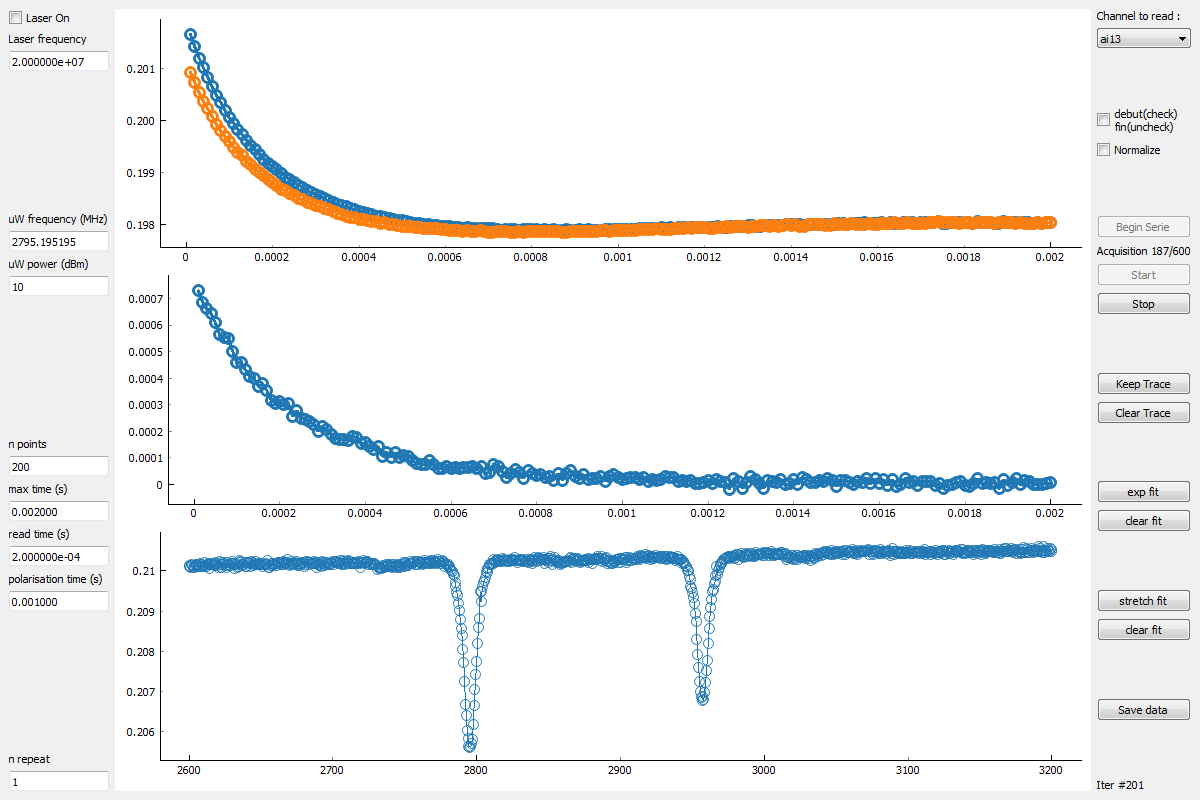 Laser On
Laser frequency
2.000000e+07
uW frequency (MHz)
2795.195195
uW power (dBm)
10
n points
200
max time (s)
0.002000
read time (s)
2.000000e-04
polarisation time (s)
0.001000
n repeat
1
0.201
0.200
0.199
0.198
0 0.0002 0.0004 0.0006 0.0008 0.001 0.0012 0.0014 0.0016 0.0018 0.002
0.0007
0.0006
0.0005
0.0004
0.0003
0.0002
0.0001
0
0 0.0002 0.0004 0.0006 0.0008 0.001 0.0012 0.0014 0.0016 0.0018 0.002
0.21
0.209
0.208
0.207
0.206
2600 2700 2800 2900 3000 3100 3200
Channel to read :
ai13
debut(check)
fin(uncheck)
Normalize
Begin Serie
Acquisition 187/600
Start
Stop
Keep Trace
Clear Trace
exp fit
clear fit
stretch fit
clear fit
Save data
Iter #201